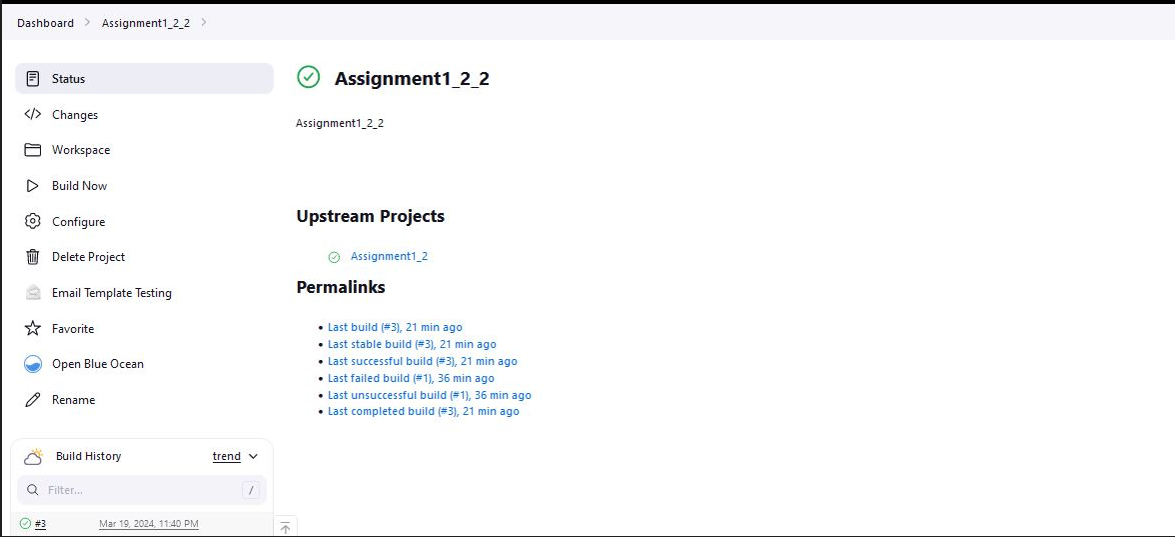 Dashboard > Assignment1_2_2 >
Status
Changes
Workspace
Build Now
Configure
Delete Project
Email Template Testing
Favorite
Open Blue Ocean
Rename
Build History trend
Filter... /
#3 Mar 19, 2024, 11:40 PM
Assignment1_2_2
Assignment1_2_2
Upstream Projects
Assignment1_2
Permalinks
• Last build (#3), 21 min ago
• Last stable build (#3), 21 min ago
• Last successful build (#3), 21 min ago
• Last failed build (#1), 36 min ago
• Last unsuccessful build (#1), 36 min ago
• Last completed build (#3), 21 min ago